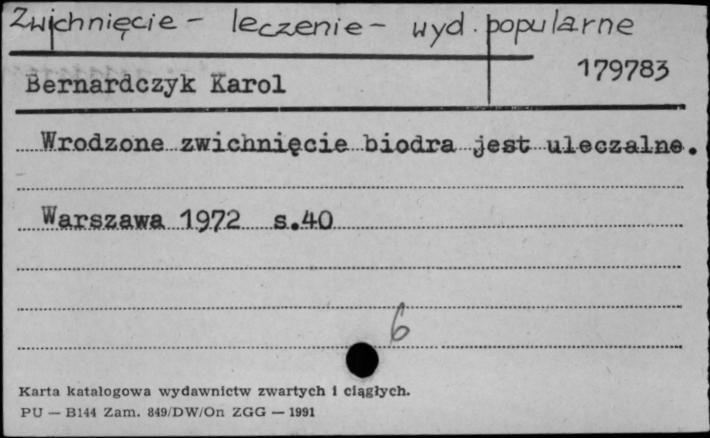 Zwichnięcie - leczenie - wyd. popularne
179783
Bernardczyk Karol
Wrodzone zwichnięcie biodra jest uleczalne.
Warszawa 1972 s.40
6
Karta katalogowa wydawnictw zwartych i ciągłych.
PU — B144 Zam. 849/DW/On ZGG — 1991